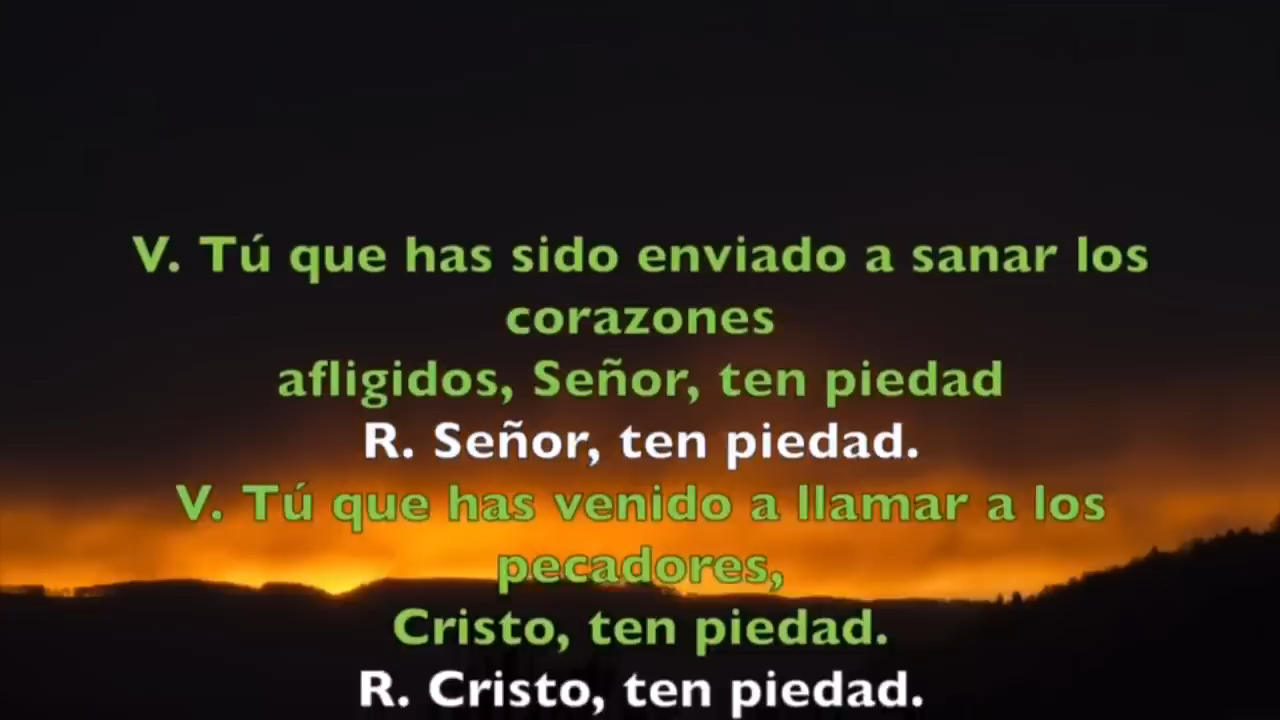 V. Tú que has sido enviado a sanar los
corazones
afligidos, Señor, ten piedad
R. Señor, ten piedad.
V. Tú que has venido a llamar a los
pecadores,
Cristo, ten piedad.
R. Cristo, ten piedad.